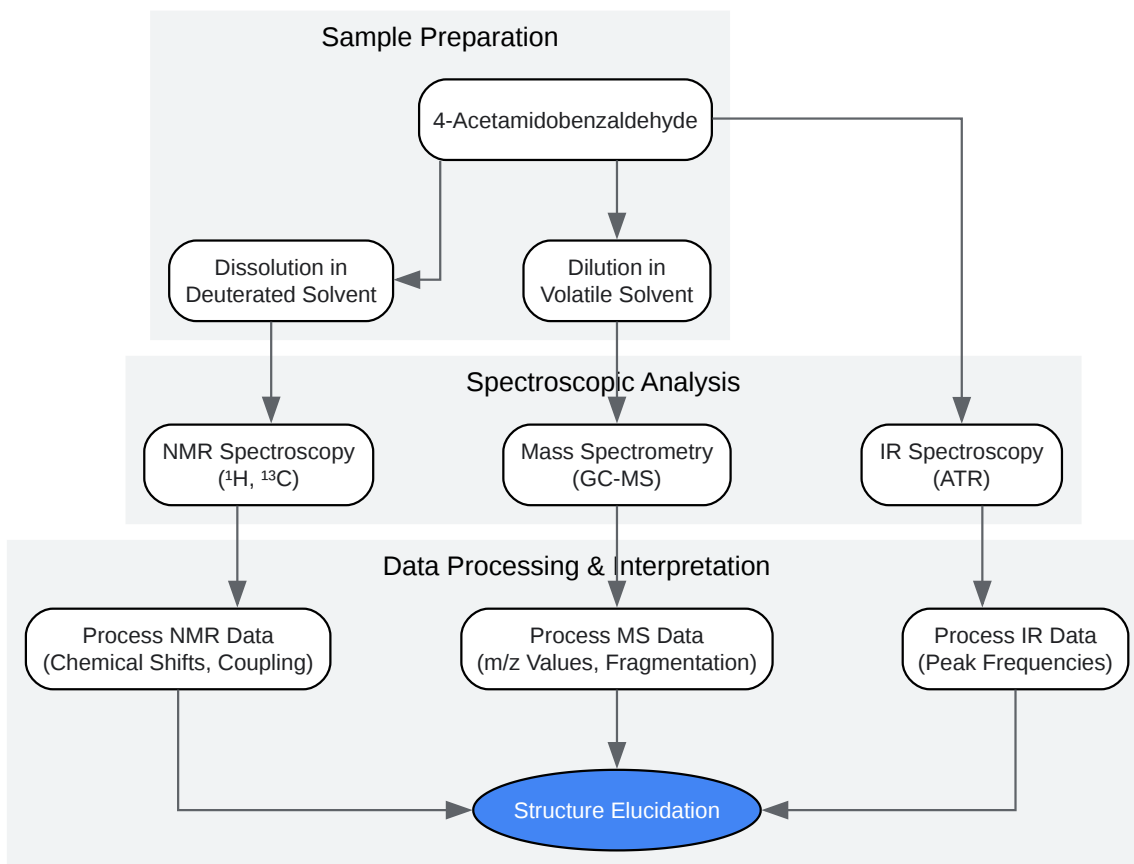 Sample Preparation
4-Acetamidobenzaldehyde
Dissolution in
Deuterated Solvent
Dilution in
Volatile Solvent
Spectroscopic Analysis
NMR Spectroscopy
(¹H, ¹³C)
Mass Spectrometry
(GC-MS)
IR Spectroscopy
(ATR)
Data Processing & Interpretation
Process NMR Data
(Chemical Shifts, Coupling)
Process MS Data
(m/z Values, Fragmentation)
Process IR Data
(Peak Frequencies)
Structure Elucidation